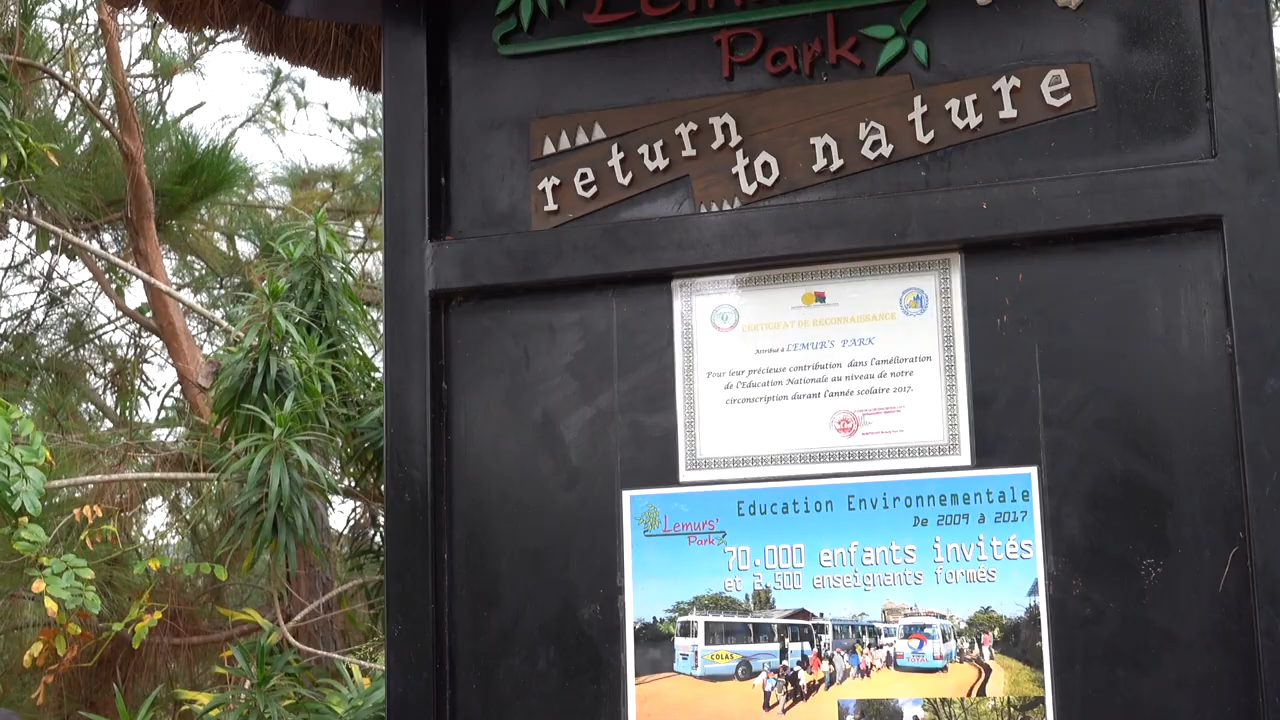 Lemurs'
Park
return
to nature
CERTIFICAT DE RECONNAISSANCE
Attribué à LEMUR'S PARK
Pour leur précieuse contribution dans l'amélioration
de l'Education Nationale au niveau de notre
circonscription durant l'année scolaire 2017.
Education Environnementale
De 2009 à 2017
Lemurs'
Park
70.000 enfants invités
et 2.500 enseignants formés
COLAS
TOTAL